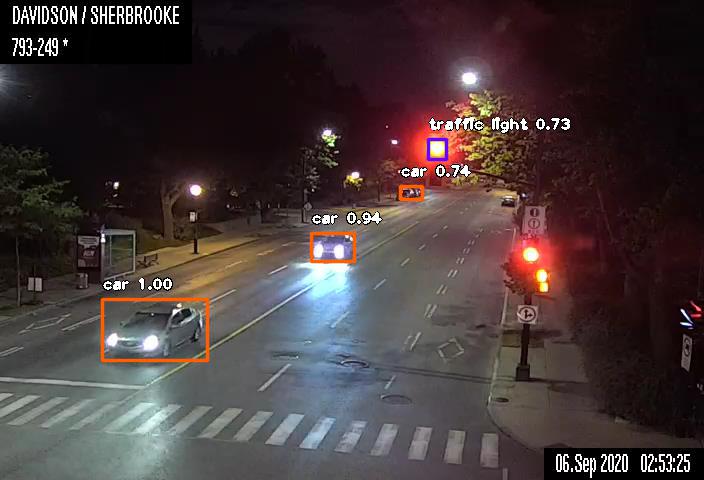 DAVIDSON / SHERBROOKE
793-249 *
traffic light 0.73
car 0.74
car 0.94
car 1.00
06.Sep 2020 02:53:25